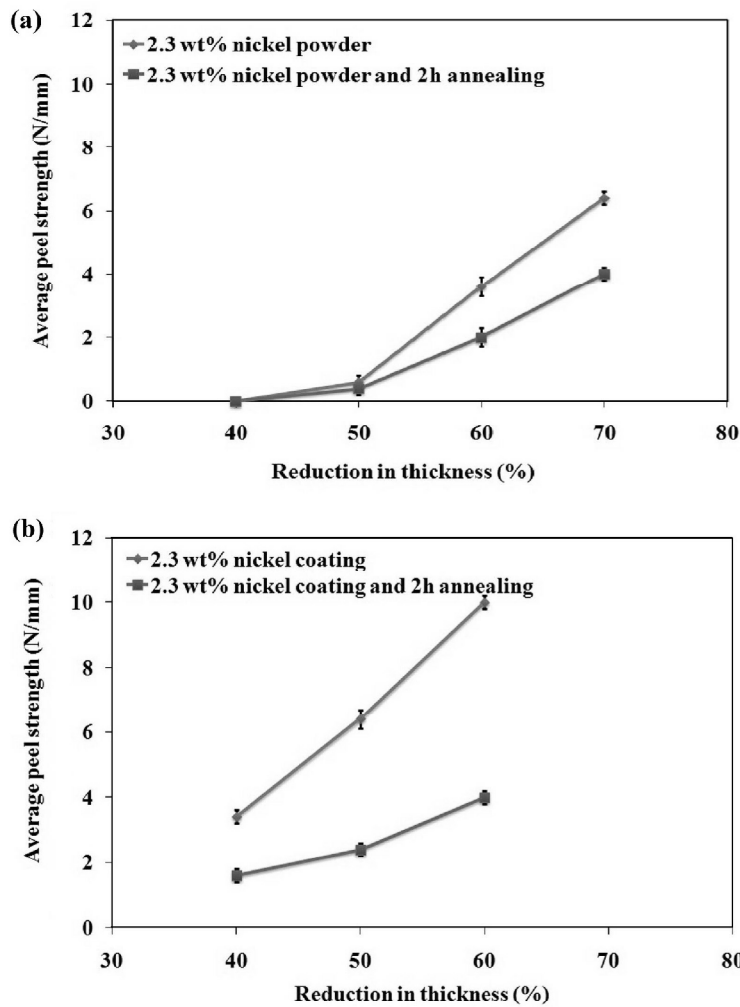 (a)
12
2.3 wt% nickel powder
2.3 wt% nickel powder and 2h annealing
10
8
6
4
2
0
Average peel strength (N/mm)
30 40 50 60 70 80
Reduction in thickness (%)
(b)
12
2.3 wt% nickel coating
2.3 wt% nickel coating and 2h annealing
10
8
6
4
2
0
Average peel strength (N/mm)
30 40 50 60 70 80
Reduction in thickness (%)